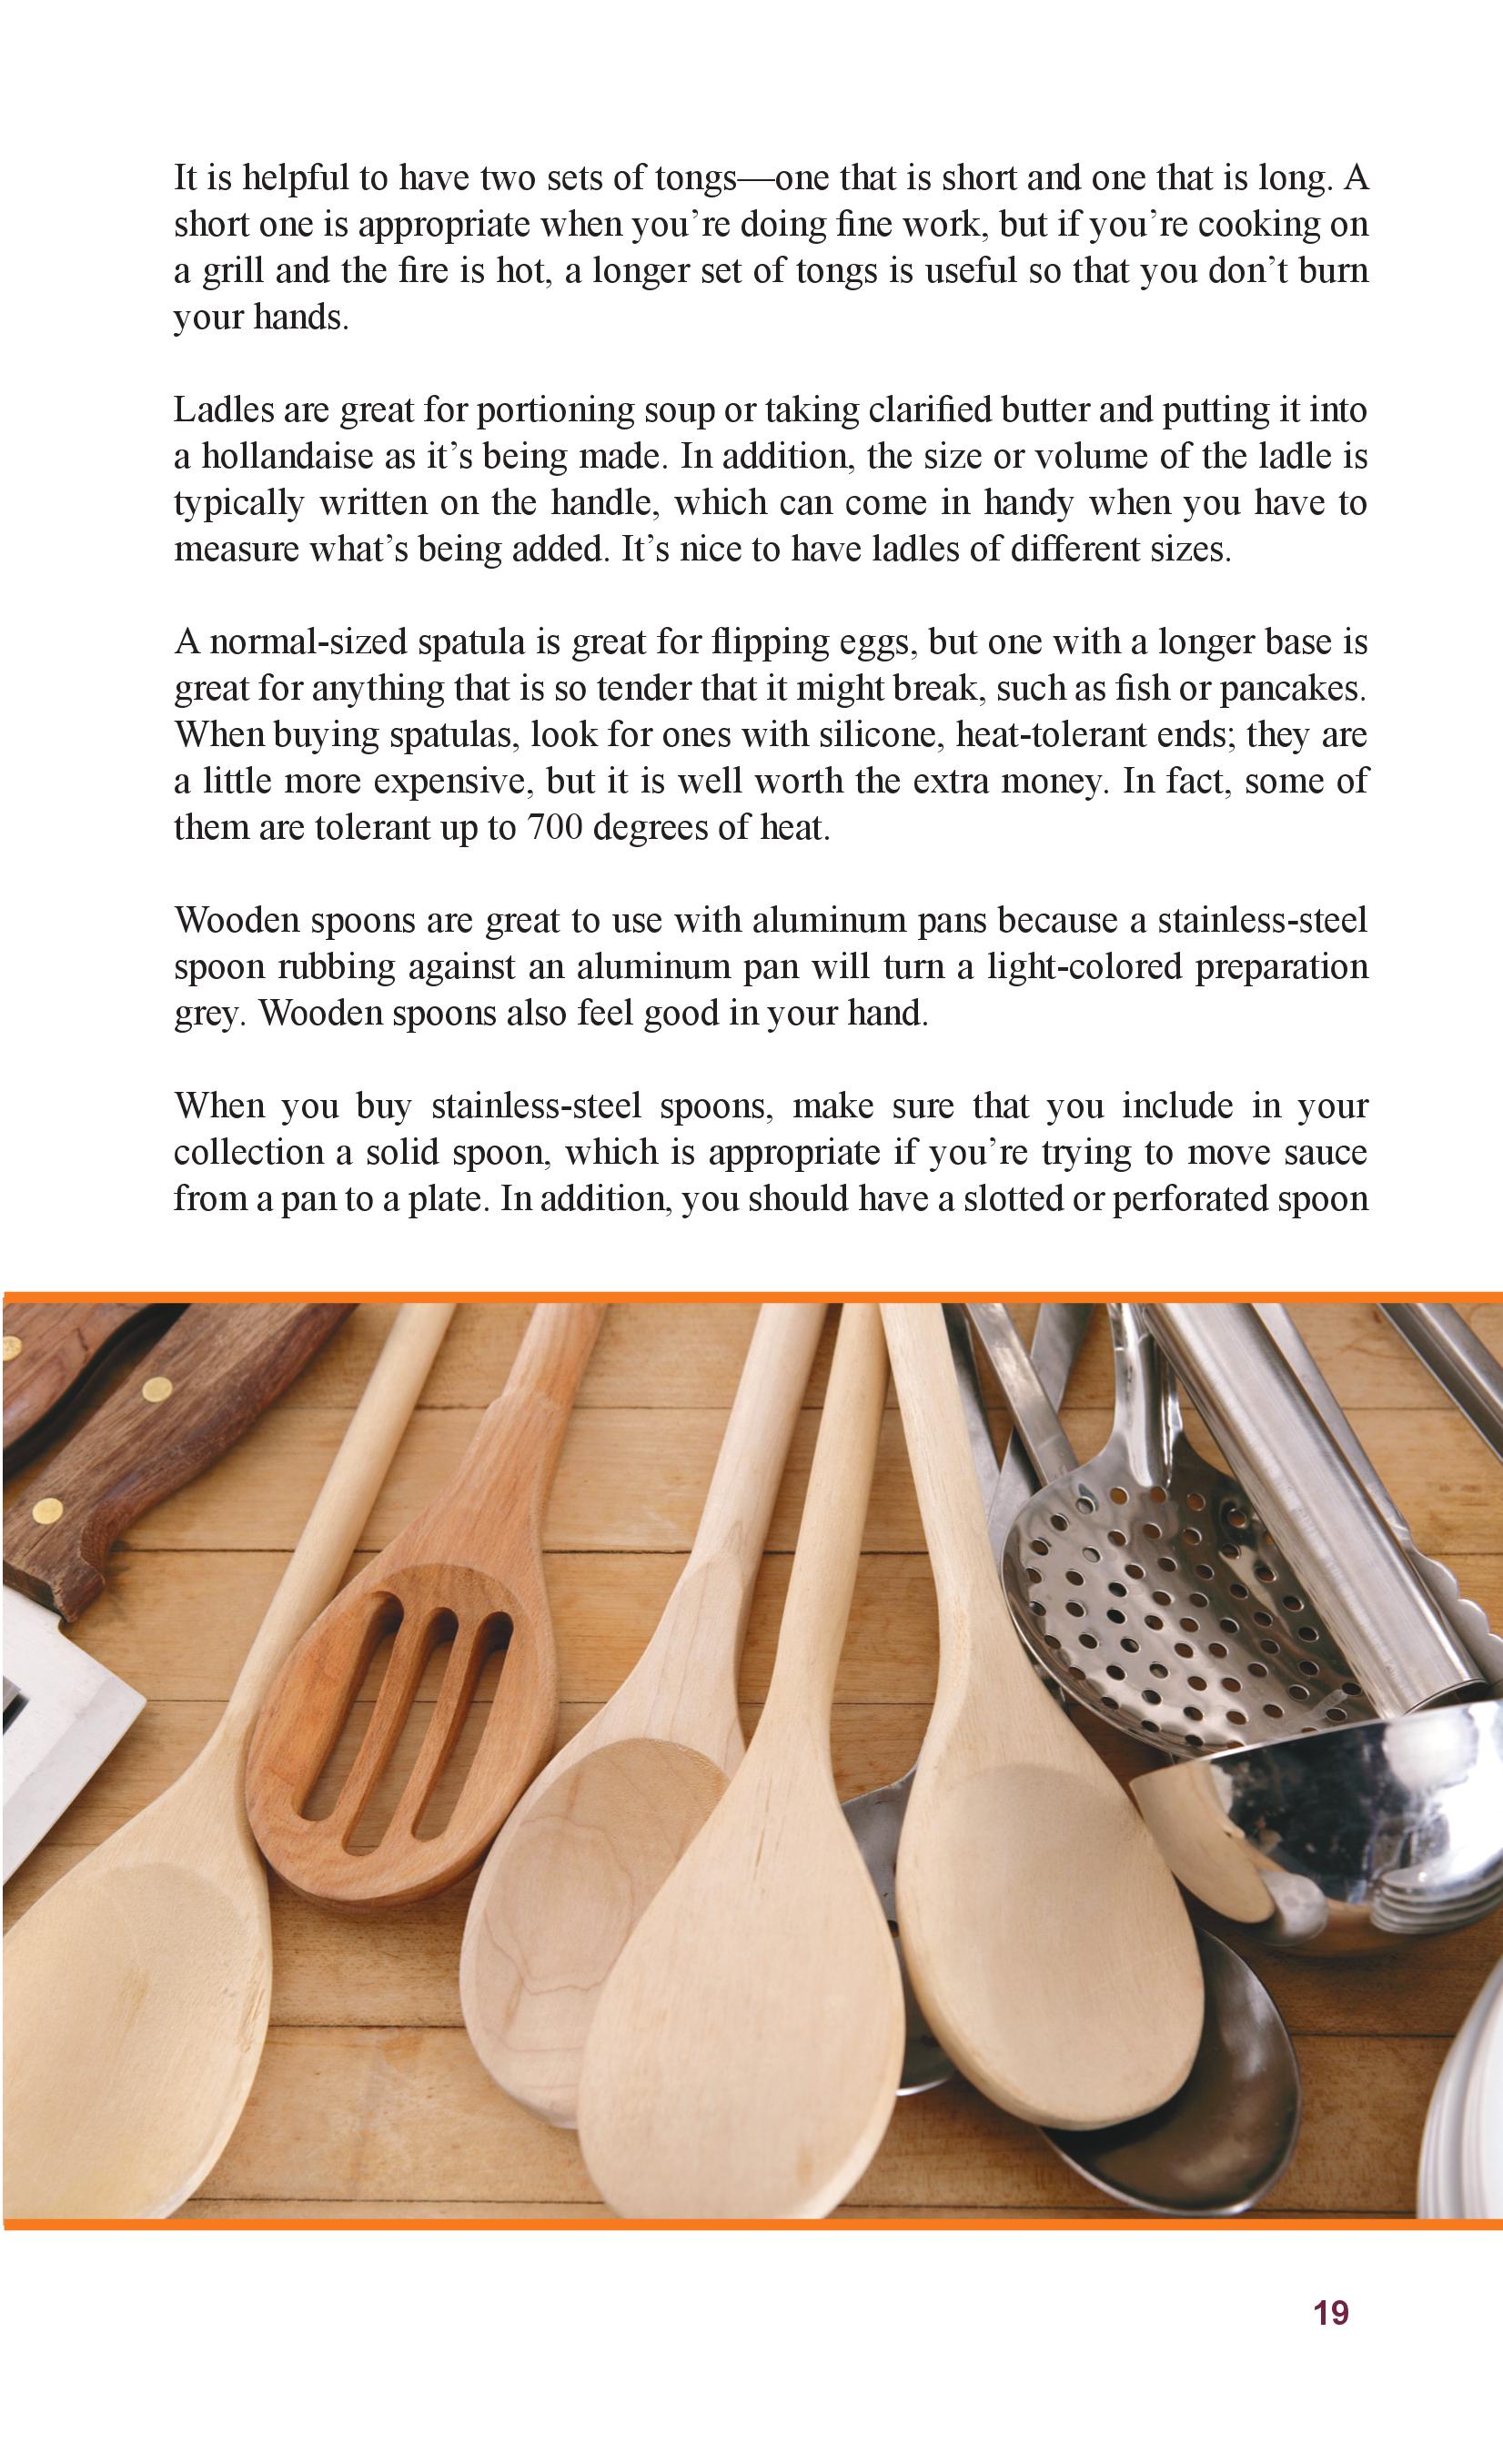 It is helpful to have two sets of tongs—one that is short and one that is long. A
short one is appropriate when you’re doing fine work, but if you’re cooking on
a grill and the fire is hot, a longer set of tongs is useful so that you don’t burn
your hands.
Ladles are great for portioning soup or taking clarified butter and putting it into
a hollandaise as it’s being made. In addition, the size or volume of the ladle is
typically written on the handle, which can come in handy when you have to
measure what’s being added. It’s nice to have ladles of different sizes.
A normal-sized spatula is great for flipping eggs, but one with a longer base is
great for anything that is so tender that it might break, such as fish or pancakes.
When buying spatulas, look for ones with silicone, heat-tolerant ends; they are
a little more expensive, but it is well worth the extra money. In fact, some of
them are tolerant up to 700 degrees of heat.
Wooden spoons are great to use with aluminum pans because a stainless-steel
spoon rubbing against an aluminum pan will turn a light-colored preparation
grey. Wooden spoons also feel good in your hand.
When you buy stainless-steel spoons, make sure that you include in your
collection a solid spoon, which is appropriate if you’re trying to move sauce
from a pan to a plate. In addition, you should have a slotted or perforated spoon
19